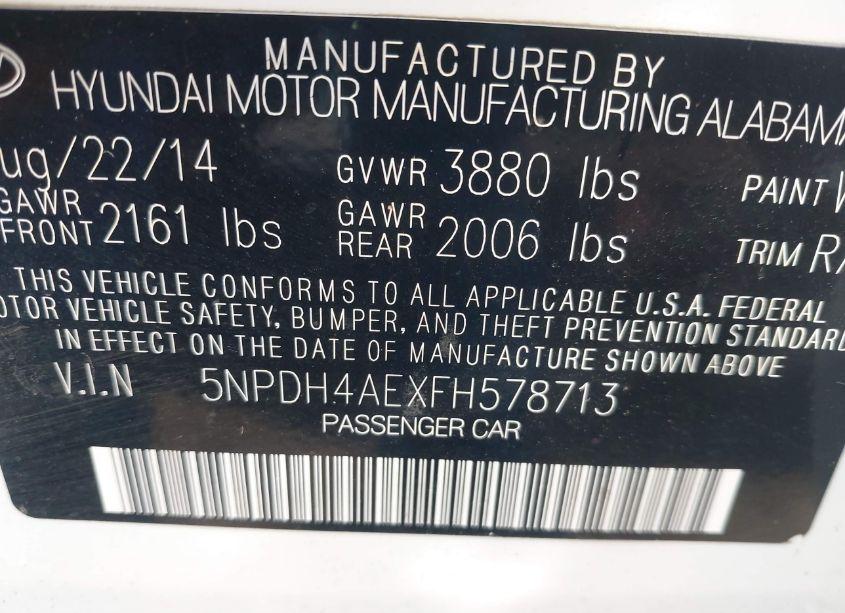 MANUFACTURED BY
HYUNDAI MOTOR MANUFACTURING ALABAMA
ug/22/14 GVWR 3880 lbs PAINT
GAWR FRONT 2161 lbs GAWR REAR 2006 lbs TRIM
THIS VEHICLE CONFORMS TO ALL APPLICABLE U.S.A. FEDERAL
OTOR VEHICLE SAFETY, BUMPER, AND THEFT PREVENTION STANDARD
IN EFFECT ON THE DATE OF MANUFACTURE SHOWN ABOVE
V.I.N 5NPDH4AEXFH578713
PASSENGER CAR